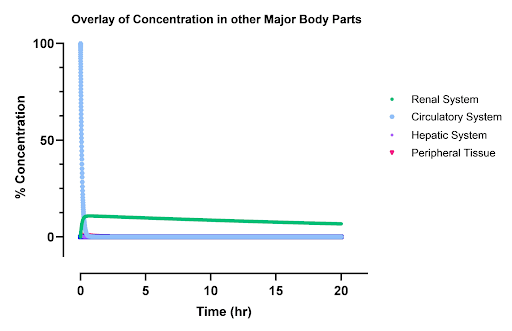 Overlay of Concentration in other Major Body Parts
100
50
0
% Concentration
0 5 10 15 20
Time (hr)
Renal System
Circulatory System
Hepatic System
Peripheral Tissue